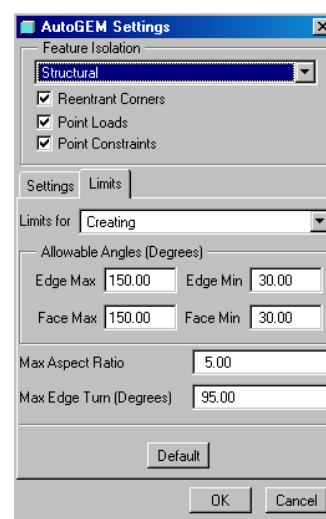 AutoGEM Settings
Feature Isolation
Structural
Reentrant Corners
Point Loads
Point Constraints
Settings Limits
Limits for Creating
Allowable Angles (Degrees)
Edge Max 150.00 Edge Min 30.00
Face Max 150.00 Face Min 30.00
Max Aspect Ratio 5.00
Max Edge Turn (Degrees) 95.00
Default
OK Cancel